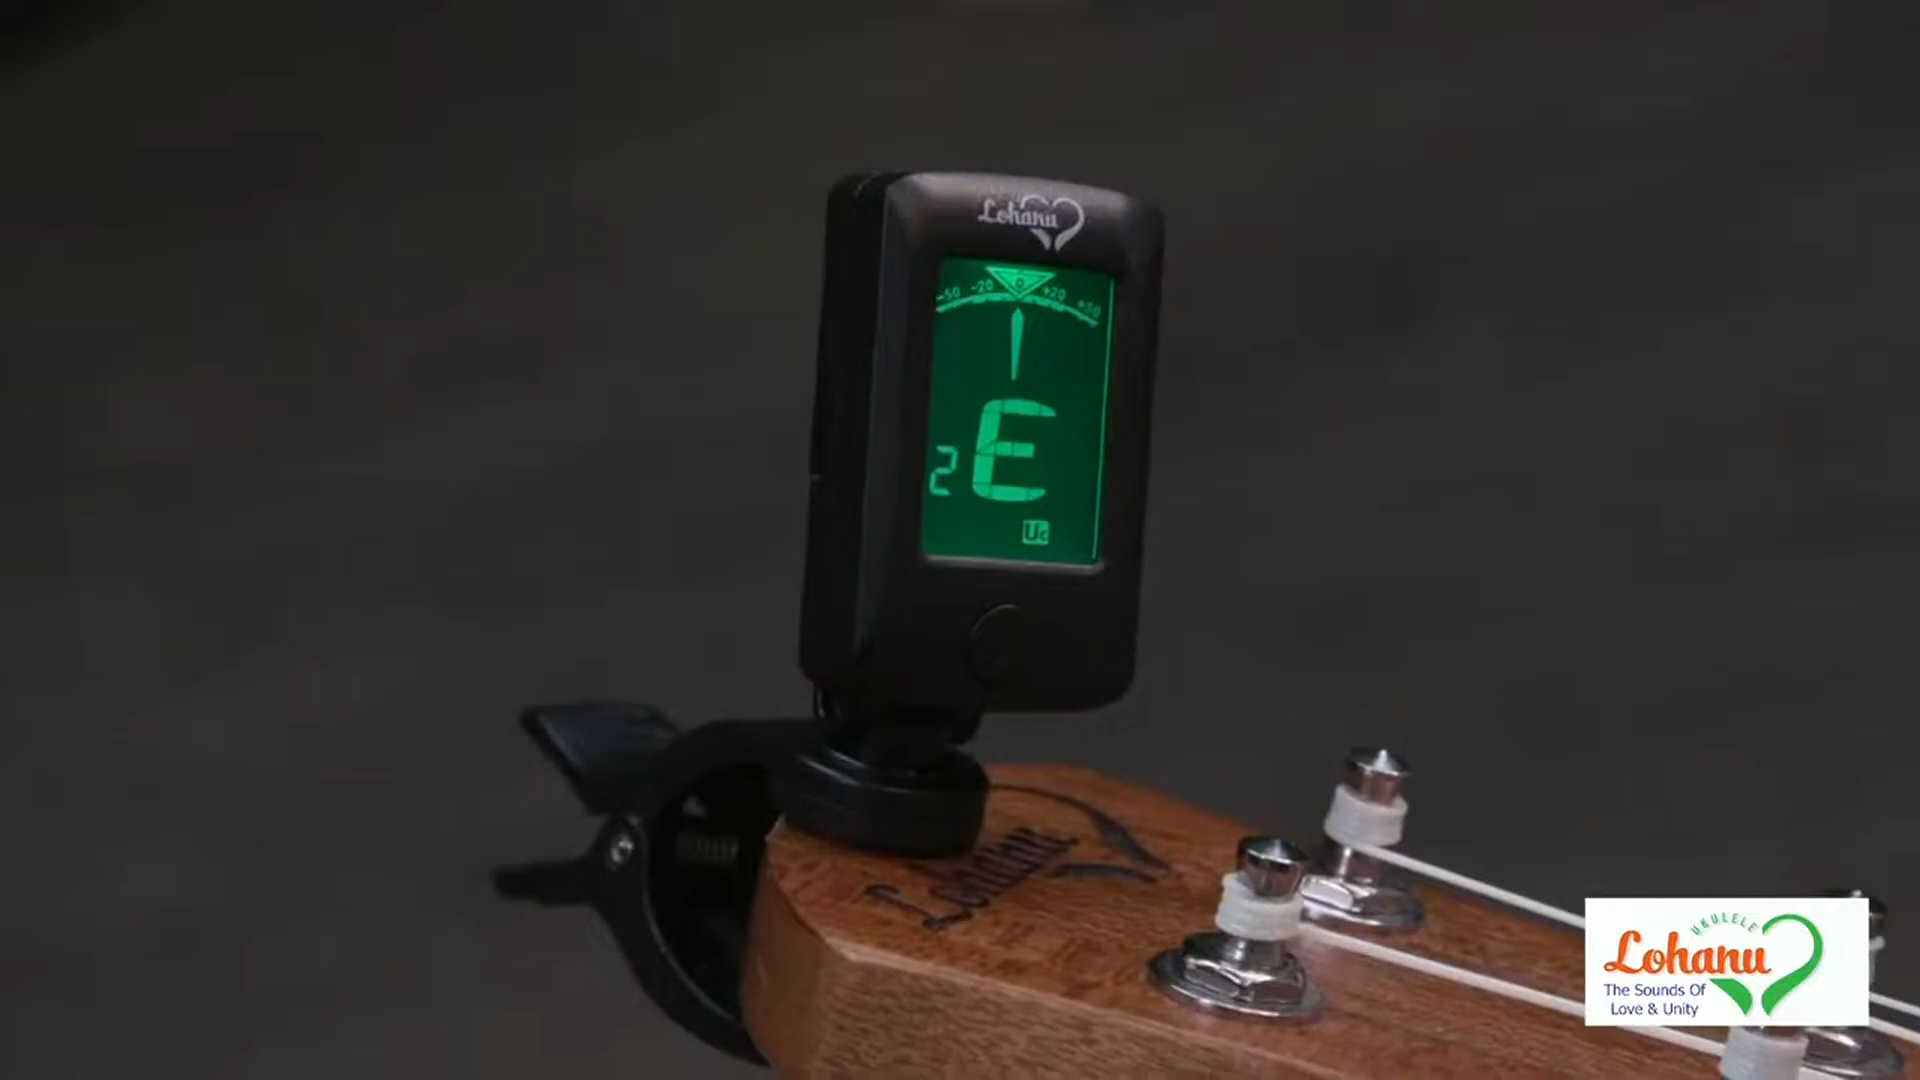 Lohanu
-50 -20 0 +20 +50
2 E
Uc
Lohanu
UKULELE
Lohanu
The Sounds Of
Love & Unity